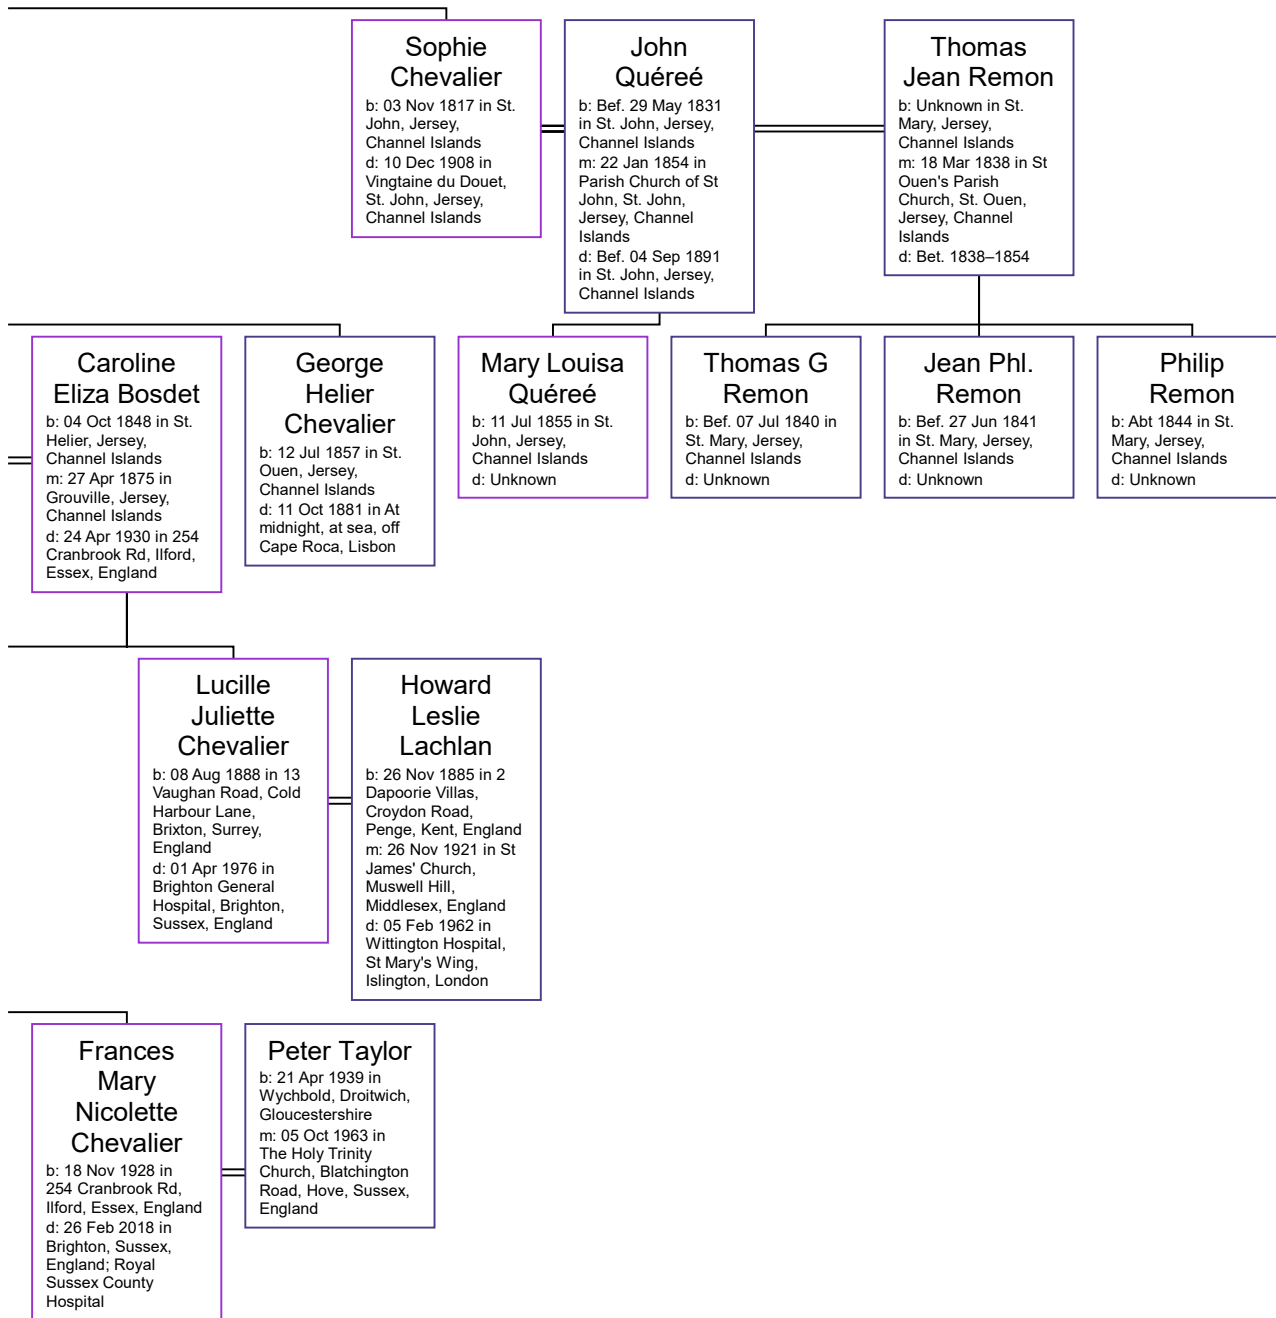 Sophie
Chevalier
b: 03 Nov 1817 in St.
John, Jersey,
Channel Islands
d: 10 Dec 1908 in
Vingtaine du Douet,
St. John, Jersey,
Channel Islands
John
Quéreé
b: Bef. 29 May 1831
in St. John, Jersey,
Channel Islands
m: 22 Jan 1854 in
Parish Church of St
John, St. John,
Jersey, Channel
Islands
d: Bef. 04 Sep 1891
in St. John, Jersey,
Channel Islands
Thomas
Jean Remon
b: Unknown in St.
Mary, Jersey,
Channel Islands
m: 18 Mar 1838 in St
Ouen's Parish
Church, St. Ouen,
Jersey, Channel
Islands
d: Bet. 1838–1854
Caroline
Eliza Bosdet
b: 04 Oct 1848 in St.
Helier, Jersey,
Channel Islands
m: 27 Apr 1875 in
Grouville, Jersey,
Channel Islands
d: 24 Apr 1930 in 254
Cranbrook Rd, Ilford,
Essex, England
George
Helier
Chevalier
b: 12 Jul 1857 in St.
Ouen, Jersey,
Channel Islands
d: 11 Oct 1881 in At
midnight, at sea, off
Cape Roca, Lisbon
Mary Louisa
Quéreé
b: 11 Jul 1855 in St.
John, Jersey,
Channel Islands
d: Unknown
Thomas G
Remon
b: Bef. 07 Jul 1840 in
St. Mary, Jersey,
Channel Islands
d: Unknown
Jean Phl.
Remon
b: Bef. 27 Jun 1841
in St. Mary, Jersey,
Channel Islands
d: Unknown
Philip
Remon
b: Abt 1844 in St.
Mary, Jersey,
Channel Islands
d: Unknown
Lucille
Juliette
Chevalier
b: 08 Aug 1888 in 13
Vaughan Road, Cold
Harbour Lane,
Brixton, Surrey,
England
d: 01 Apr 1976 in
Brighton General
Hospital, Brighton,
Sussex, England
Howard
Leslie
Lachlan
b: 26 Nov 1885 in 2
Dapoorie Villas,
Croydon Road,
Penge, Kent, England
m: 26 Nov 1921 in St
James' Church,
Muswell Hill,
Middlesex, England
d: 05 Feb 1962 in
Wittington Hospital,
St Mary's Wing,
Islington, London
Frances
Mary
Nicolette
Chevalier
b: 18 Nov 1928 in
254 Cranbrook Rd,
Ilford, Essex, England
d: 26 Feb 2018 in
Brighton, Sussex,
England; Royal
Sussex County
Hospital
Peter Taylor
b: 21 Apr 1939 in
Wychbold, Droitwich,
Gloucestershire
m: 05 Oct 1963 in
The Holy Trinity
Church, Blatchington
Road, Hove, Sussex,
England